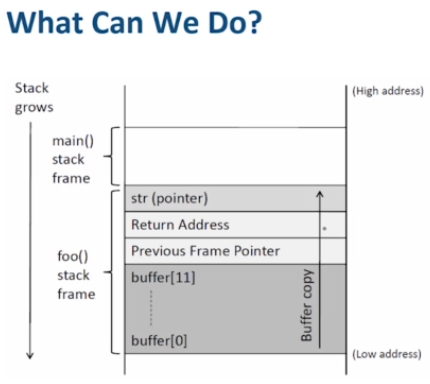 What Can We Do?
Stack
grows
(High address)
main()
stack
frame
str (pointer)
Return Address
Previous Frame Pointer
foo()
stack
frame
buffer[11]
buffer[0]
Buffer copy
(Low address)